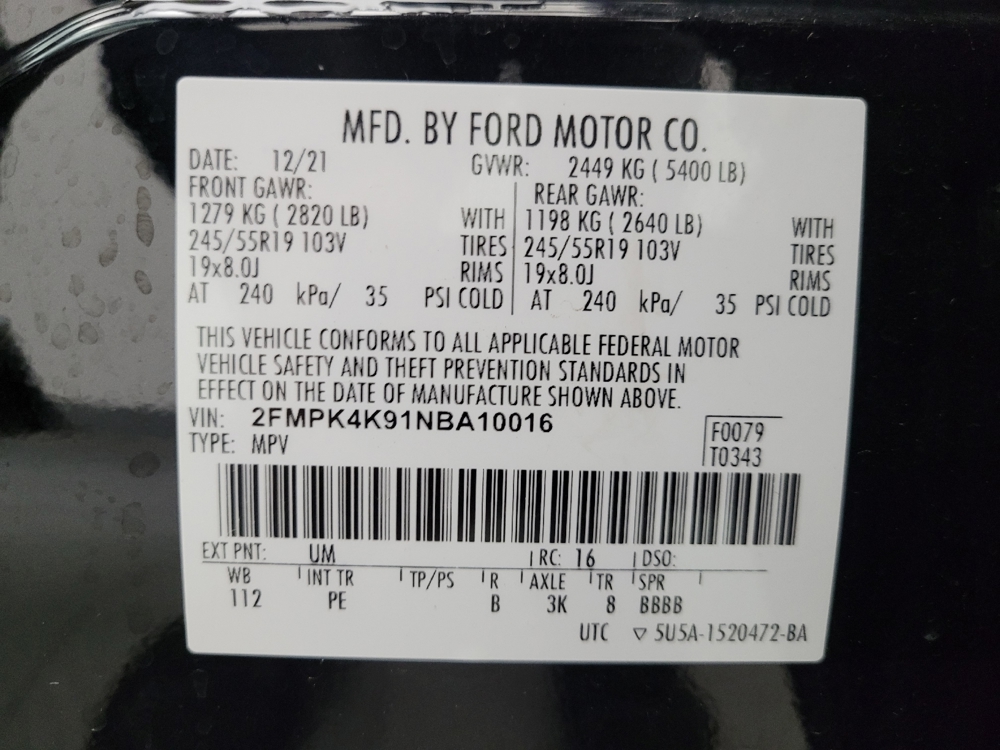 MFD. BY FORD MOTOR CO.
DATE: 12/21 GVWR: 2449 KG ( 5400 LB)
FRONT GAWR: REAR GAWR:
1279 KG ( 2820 LB) WITH 1198 KG ( 2640 LB) WITH
245/55R19 103V TIRES 245/55R19 103V TIRES
19x8.0J RIMS 19x8.0J RIMS
AT 240 kPa/ 35 PSI COLD AT 240 kPa/ 35 PSI COLD
THIS VEHICLE CONFORMS TO ALL APPLICABLE FEDERAL MOTOR
VEHICLE SAFETY AND THEFT PREVENTION STANDARDS IN
EFFECT ON THE DATE OF MANUFACTURE SHOWN ABOVE.
VIN: 2FMPK4K91NBA10016
TYPE: MPV
F0079
T0343
EXT PNT: UM RC: 16 DSO:
WB INT TR TP/PS R AXLE TR SPR
112 PE B 3K 8 BBBB
UTC ▽ 5U5A-1520472-BA